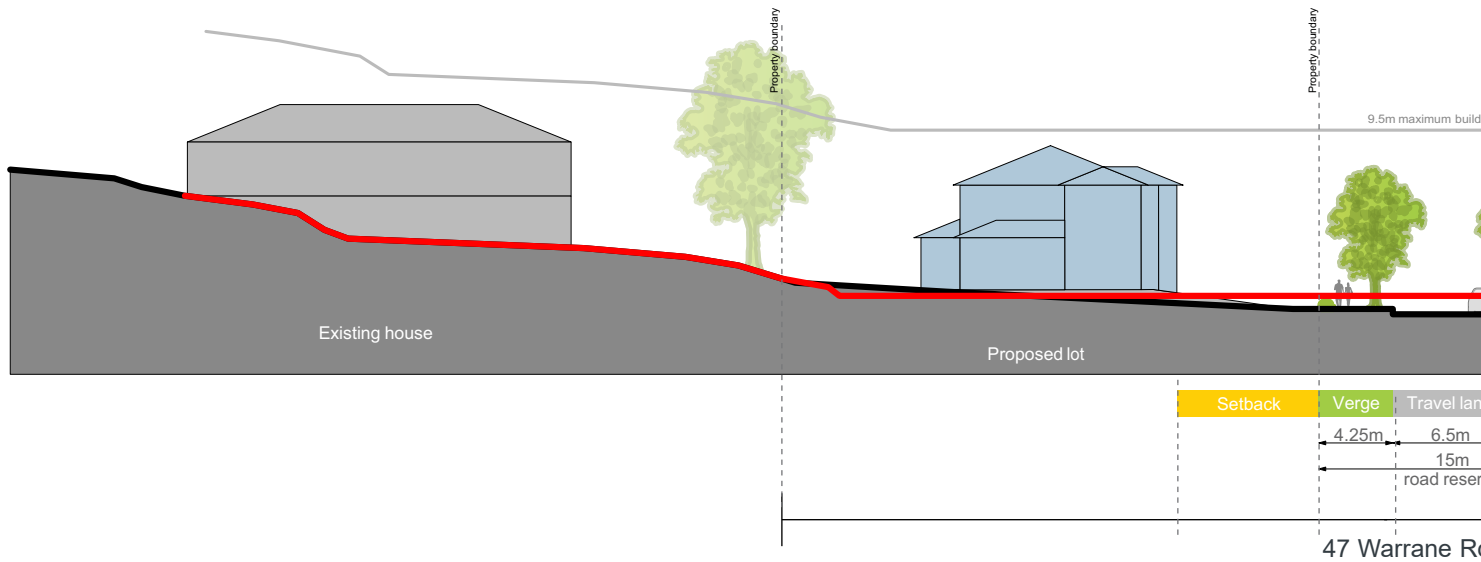 Property boundary
Property boundary
9.5m maximum build
Existing house
Proposed lot
Setback
Verge
Travel lan
4.25m
6.5m
15m
road reser
47 Warrane Ro